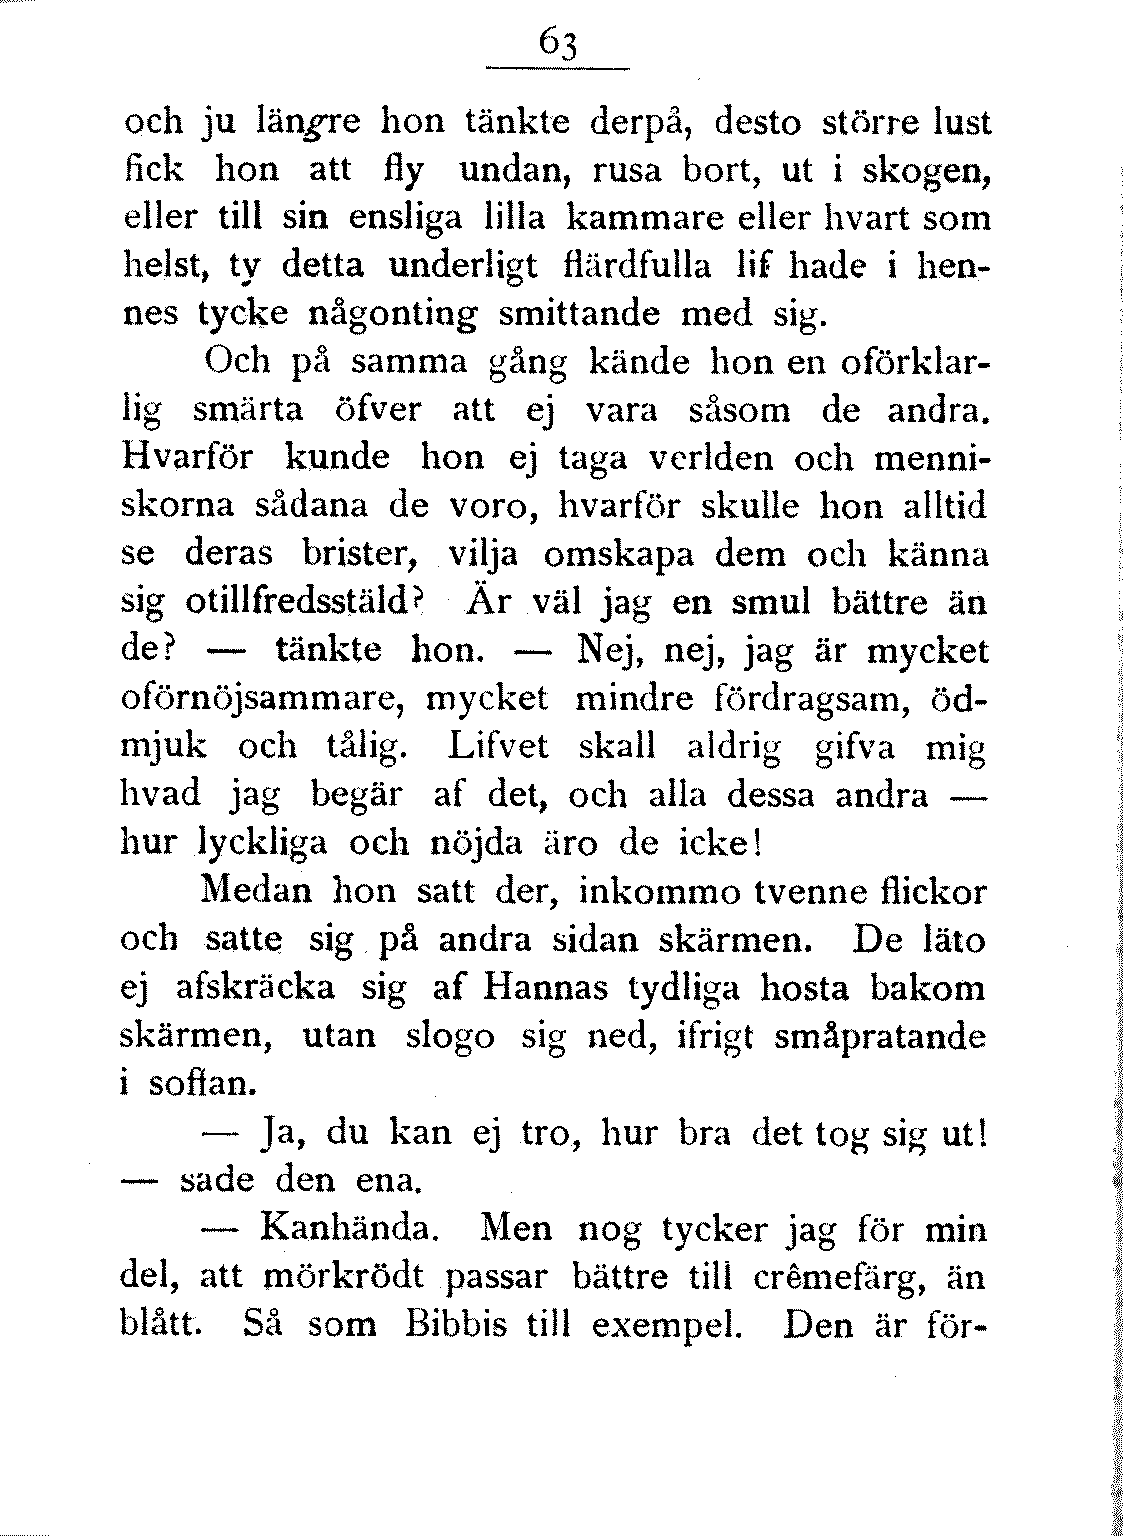 63
och ju längre hon tänkte derpå, desto större lust
fick hon att fly undan, rusa bort, ut i skogen,
eller till sin ensliga lilla kammare eller hvart som
helst, ty detta underligt flärdfulla lif hade i hen-
nes tycke någonting smittande med sig.
Och på samma gång kände hon en oförklar-
lig smärta öfver att ej vara såsom de andra.
Hvarför kunde hon ej taga verlden och menni-
skorna sådana de voro, hvarför skulle hon alltid
se deras brister, vilja omskapa dem och känna
sig otillfredsstäld? Är väl jag en smul bättre än
de? — tänkte hon. — Nej, nej, jag är mycket
oförnöjsammare, mycket mindre fördragsam, öd-
mjuk och tålig. Lifvet skall aldrig gifva mig
hvad jag begär af det, och alla dessa andra —
hur lyckliga och nöjda äro de icke!
Medan hon satt der, inkommo tvenne flickor
och satte sig på andra sidan skärmen. De läto
ej afskräcka sig af Hannas tydliga hosta bakom
skärmen, utan slogo sig ned, ifrigt småpratande
i soffan.
— Ja, du kan ej tro, hur bra det tog sig ut!
— sade den ena.
— Kanhända. Men nog tycker jag för min
del, att mörkrödt passar bättre till crêmefärg, än
blått. Så som Bibbis till exempel. Den är för-